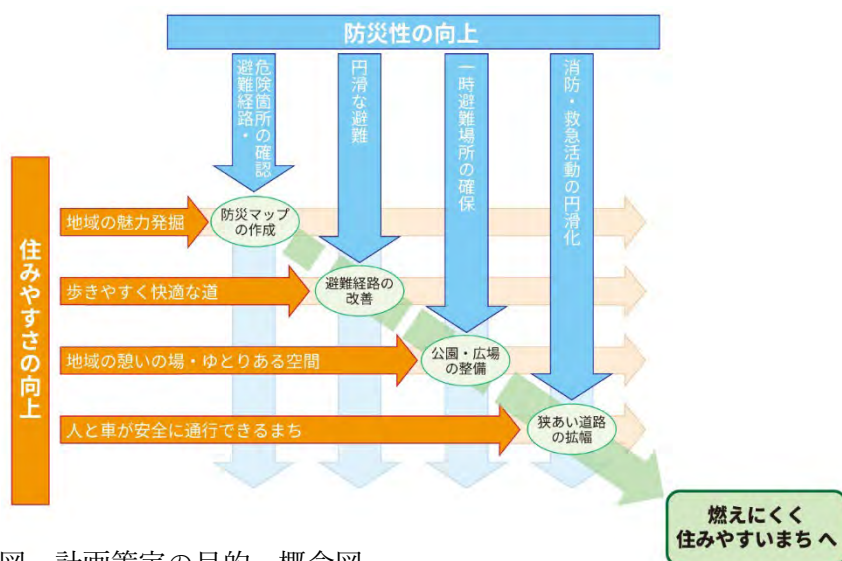 防災性の向上
避難経路・
危険箇所の確認
円滑な避難
一時避難場所の確保
消防・救急活動の円滑化
住みやすさの向上
地域の魅力発掘
防災マップ
の作成
歩きやすく快適な道
避難経路の
改善
地域の憩いの場・ゆとりある空間
公園・広場
の整備
人と車が安全に通行できるまち
狭あい道路
の拡幅
燃えにくく
住みやすいまち へ
図 計画策定の目的 概念図